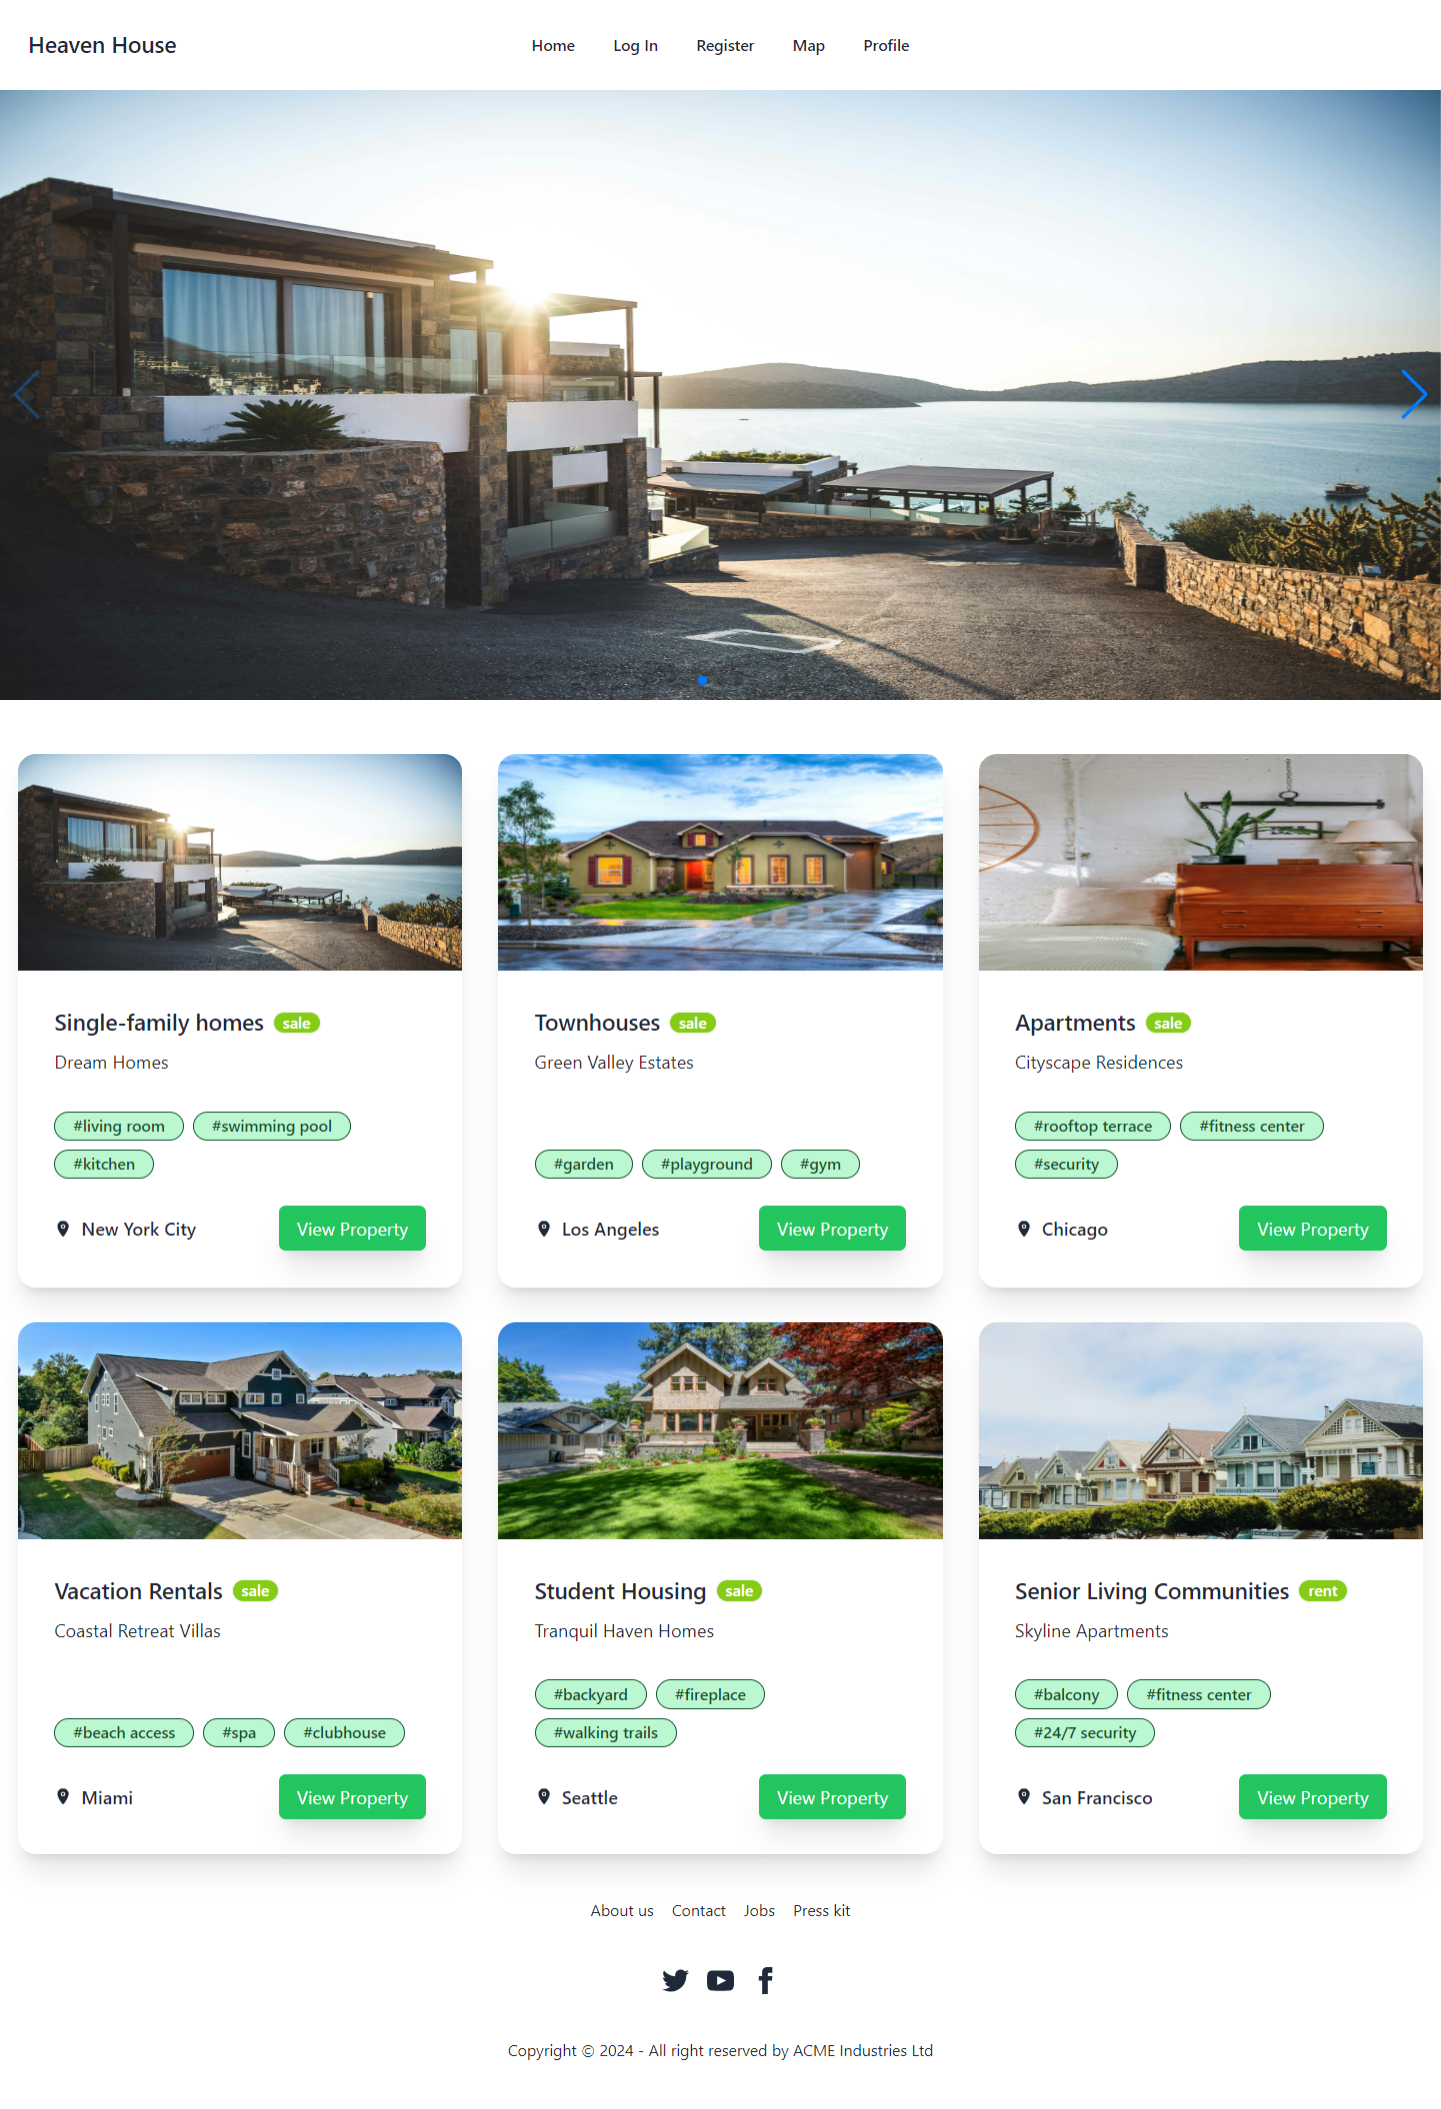 Heaven House
Home Log In Register Map Profile
Single-family homes sale
Dream Homes
#living room #swimming pool
#kitchen
New York City View Property
Townhouses sale
Green Valley Estates
#garden #playground #gym
Los Angeles View Property
Apartments sale
Cityscape Residences
#rooftop terrace #fitness center
#security
Chicago View Property
Vacation Rentals sale
Coastal Retreat Villas
#beach access #spa #clubhouse
Miami View Property
Student Housing sale
Tranquil Haven Homes
#backyard #fireplace
#walking trails
Seattle View Property
Senior Living Communities rent
Skyline Apartments
#balcony #fitness center
#24/7 security
San Francisco View Property
About us Contact Jobs Press kit
Copyright © 2024 - All right reserved by ACME Industries Ltd